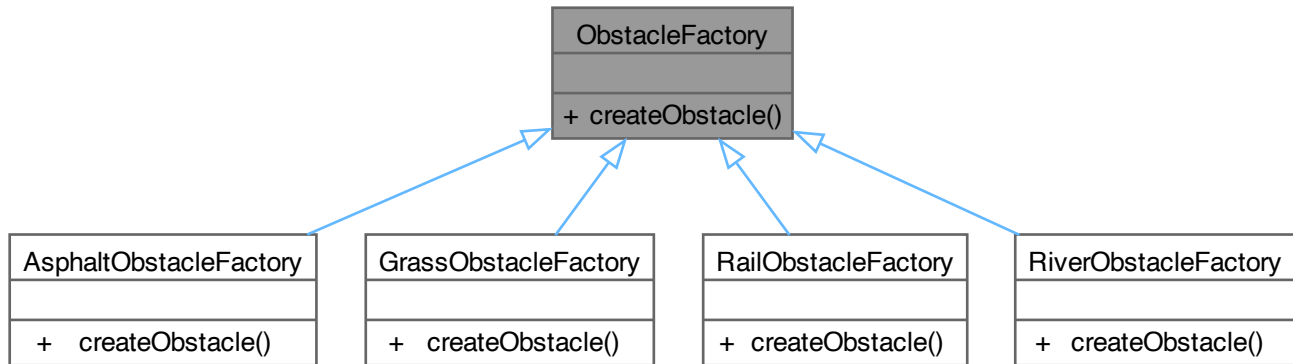 ObstacleFactory
+ createObstacle()
AsphaltObstacleFactory
+ createObstacle()
GrassObstacleFactory
+ createObstacle()
RailObstacleFactory
+ createObstacle()
RiverObstacleFactory
+ createObstacle()